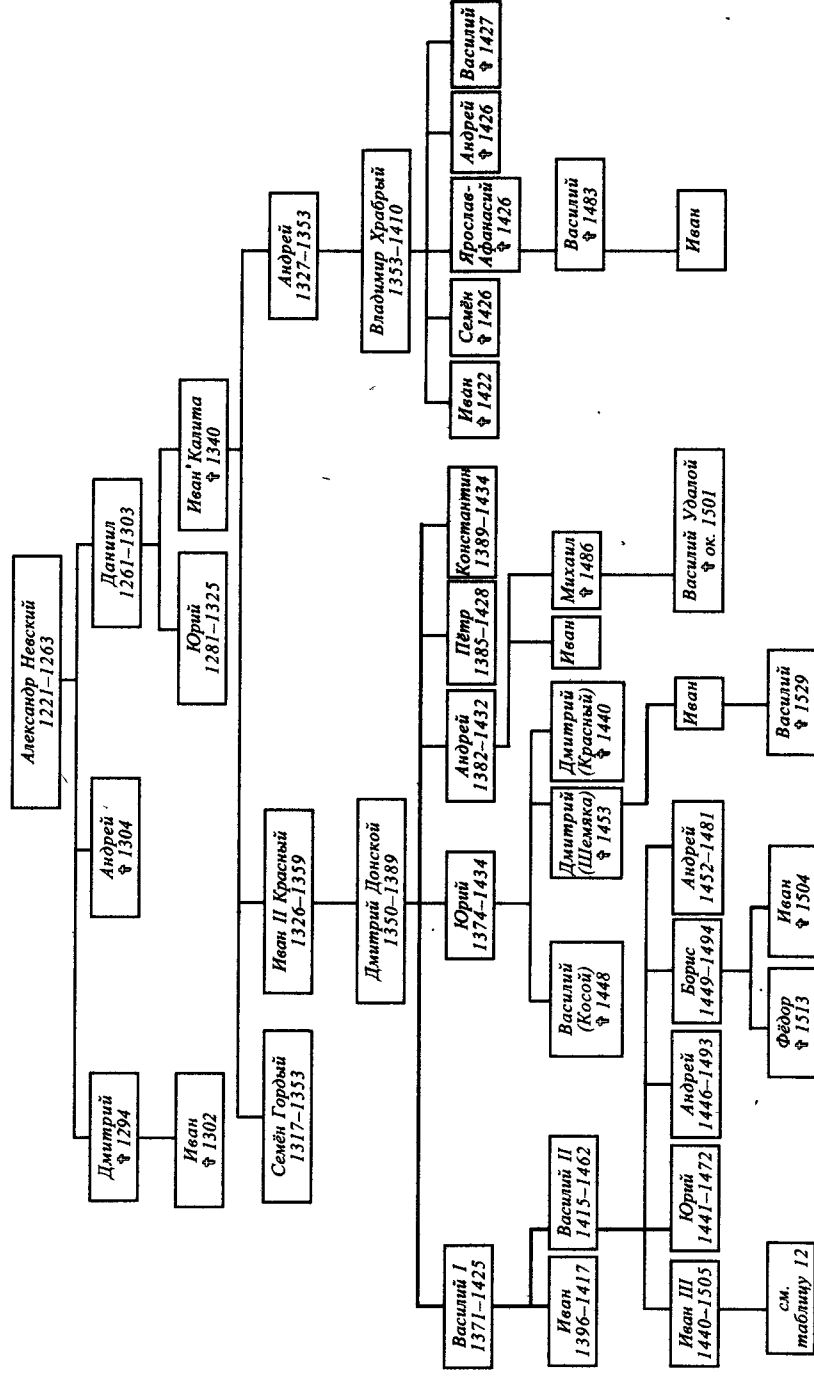 Александр Невский
1221–1263
Дмитрий
✞ 1294
Андрей
✞ 1304
Даниил
1261–1303
Иван
✞ 1302
Юрий
1281–1325
Иван Калита
✞ 1340
Семён Гордый
1317–1353
Иван II Красный
1326–1359
Андрей
1327–1353
Дмитрий Донской
1350–1389
Владимир Храбрый
1353–1410
Василий I
1371–1425
Юрий
1374–1434
Андрей
1382–1432
Пётр
1385–1428
Константин
1389–1434
Иван
✞ 1422
Семён
✞ 1426
Ярослав-
Афанасий
✞ 1426
Андрей
✞ 1426
Василий
✞ 1427
Иван
1396–1417
Василий II
1415–1462
Василий
(Косой)
✞ 1448
Дмитрий
(Шемяка)
✞ 1453
Дмитрий
(Красный)
✞ 1440
Иван
Михаил
✞ 1486
Василий
✞ 1483
Иван III
1440–1505
Юрий
1441–1472
Андрей
1446–1493
Борис
1449–1494
Андрей
1452–1481
Иван
Василий Удалой
✞ ок. 1501
Иван
см.
таблицу 12
Фёдор
✞ 1513
Иван
✞ 1504
Василий
✞ 1529